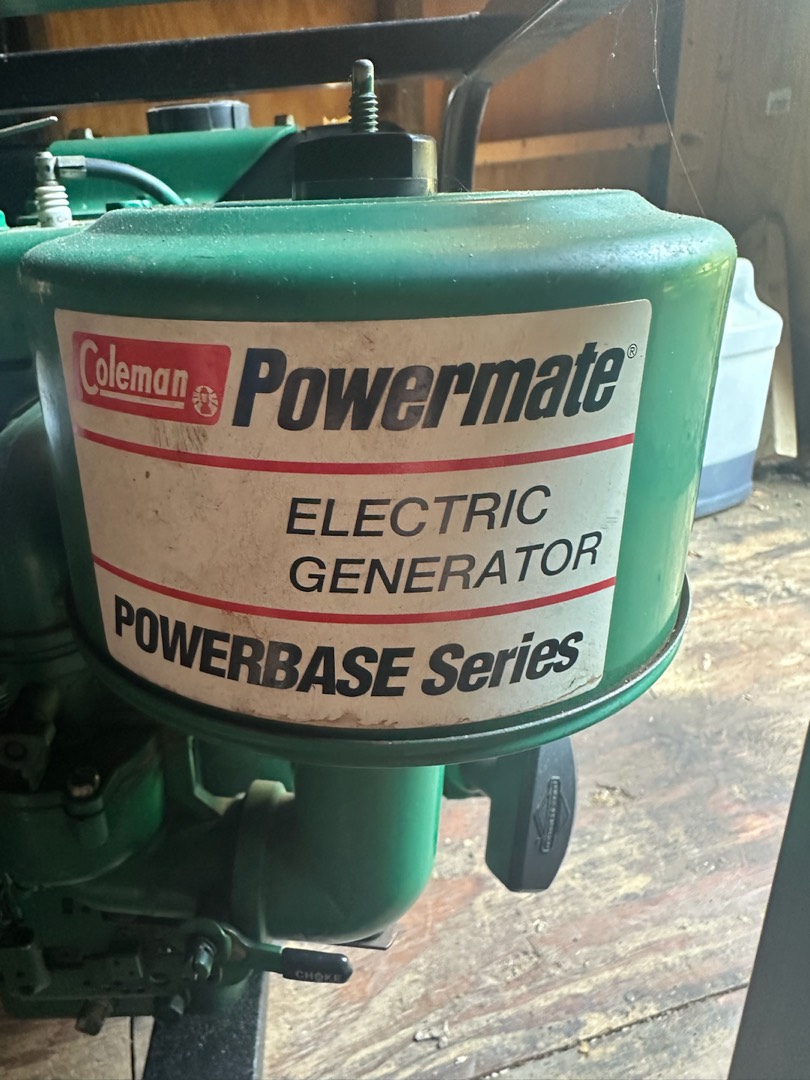 Coleman
Powermate®
ELECTRIC
GENERATOR
POWERBASE Series
CHOKE